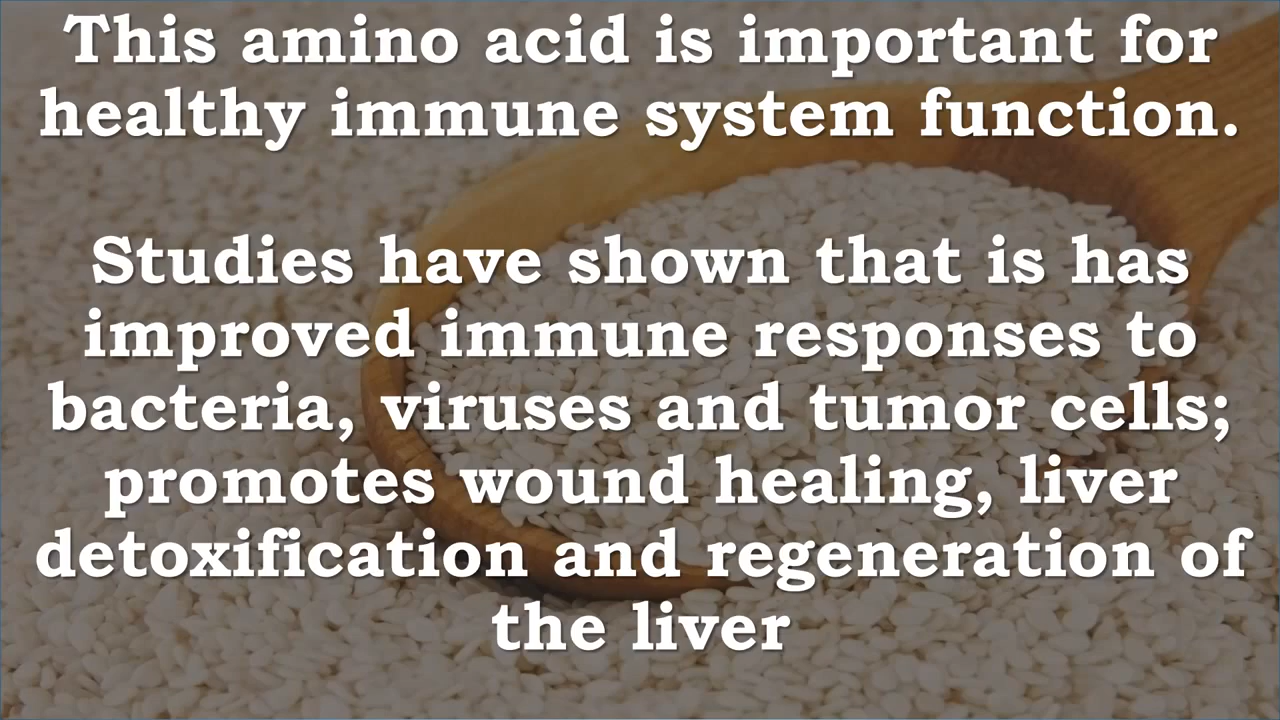 This amino acid is important for
healthy immune system function.
Studies have shown that is has
improved immune responses to
bacteria, viruses and tumor cells;
promotes wound healing, liver
detoxification and regeneration of
the liver